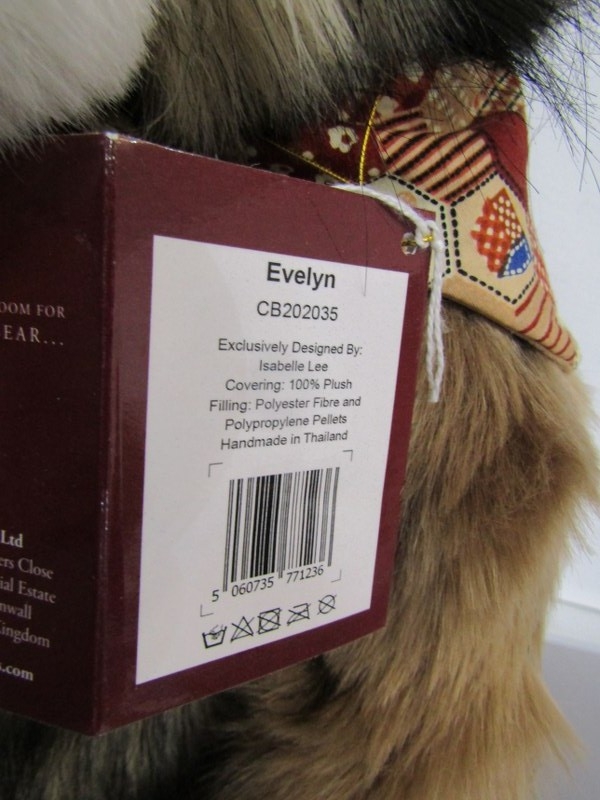 OOM FOR
EAR...
Ltd
ers Close
ial Estate
nwall
ingdom
.com
Evelyn
CB202035
Exclusively Designed By:
Isabelle Lee
Covering: 100% Plush
Filling: Polyester Fibre and
Polypropylene Pellets
Handmade in Thailand
5 060735 771236